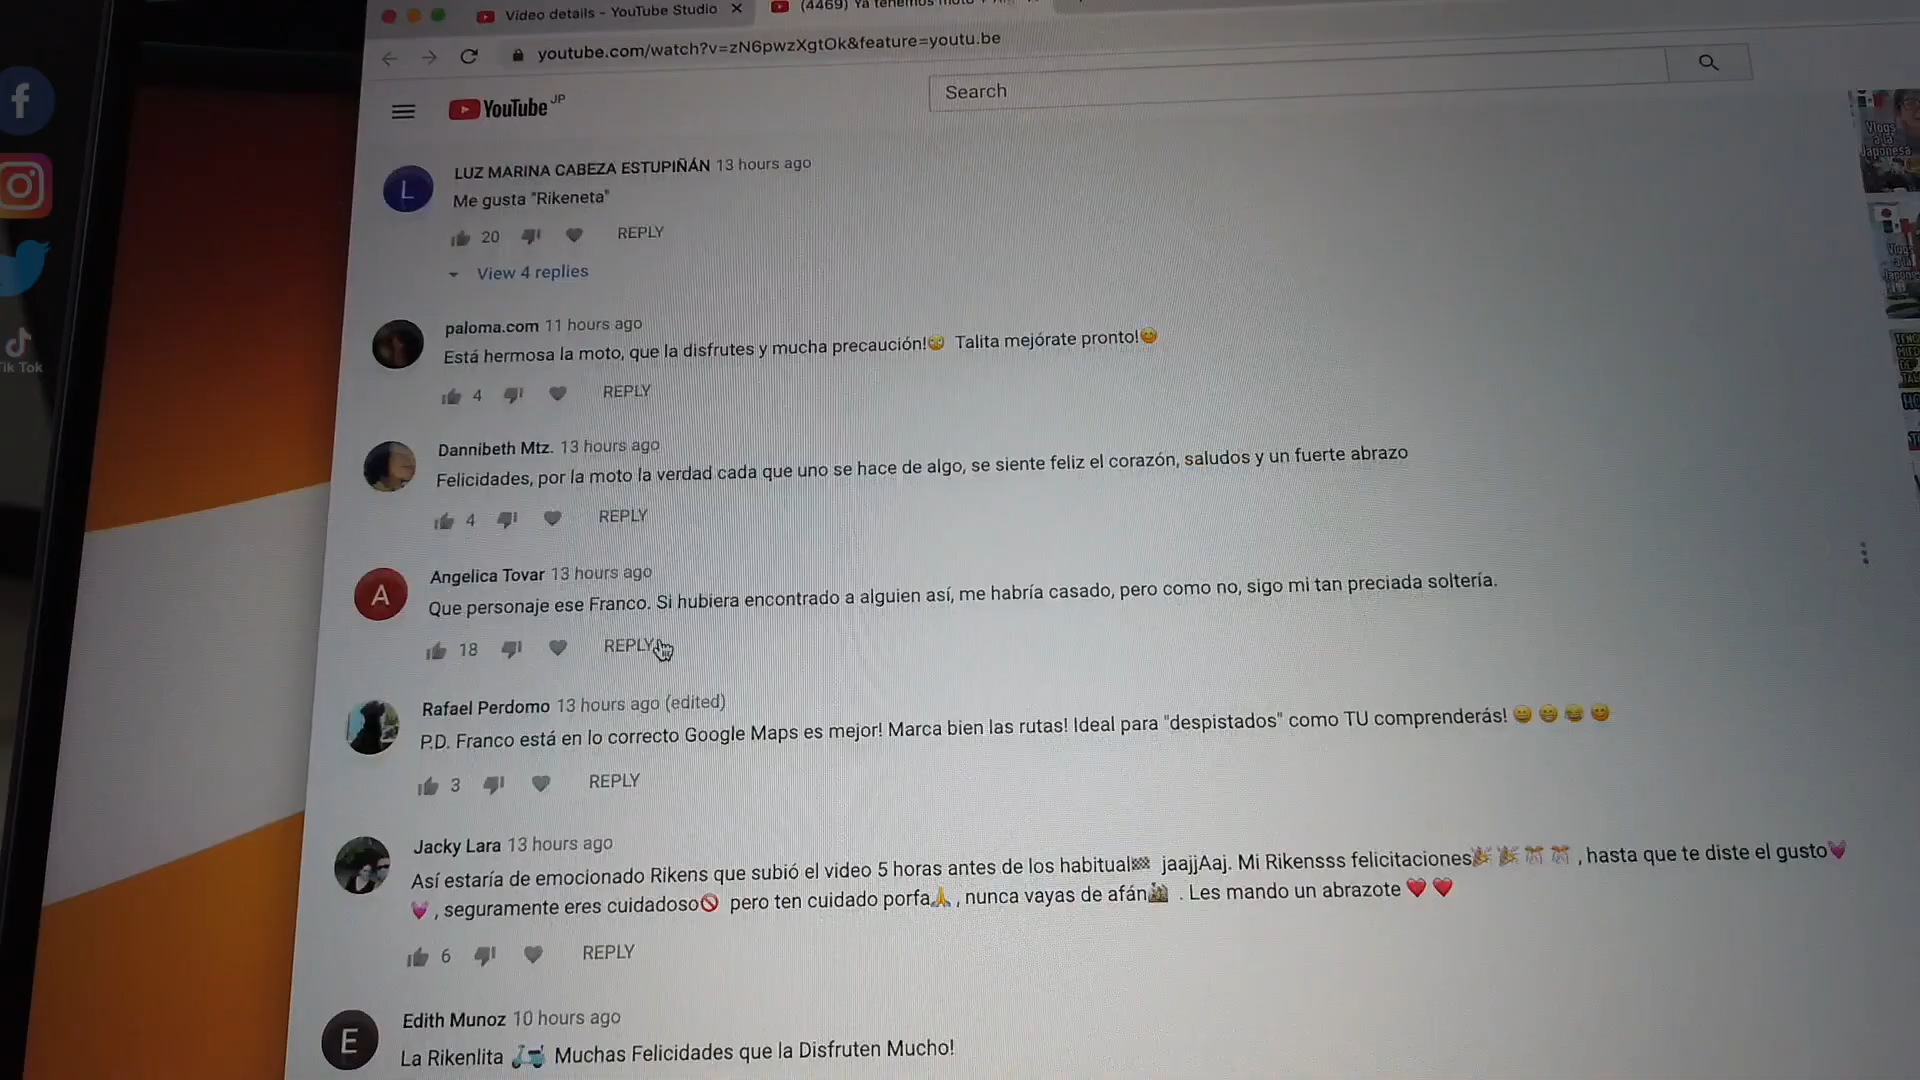 Video details - YouTube Studio
(4469) Ya tenemos moto
youtube.com/watch?v=zN6pwzXgtOk&feature=youtu.be
YouTube JP
Search
LUZ MARINA CABEZA ESTUPIÑÁN 13 hours ago
Me gusta "Rikeneta"
20 REPLY
View 4 replies
paloma.com 11 hours ago
Está hermosa la moto, que la disfrutes y mucha precaución! Talita mejórate pronto!😊
4 REPLY
Dannibeth Mtz. 13 hours ago
Felicidades, por la moto la verdad cada que uno se hace de algo, se siente feliz el corazón, saludos y un fuerte abrazo
4 REPLY
A
Angelica Tovar 13 hours ago
Que personaje ese Franco. Si hubiera encontrado a alguien así, me habría casado, pero como no, sigo mi tan preciada soltería.
18 REPLY
Rafael Perdomo 13 hours ago (edited)
P.D. Franco está en lo correcto Google Maps es mejor! Marca bien las rutas! Ideal para "despistados" como TU comprenderás! 😄 😁 😂 😊
3 REPLY
Jacky Lara 13 hours ago
Así estaría de emocionado Rikens que subió el video 5 horas antes de los habitual🏁 jaajjAaj. Mi Rikensss felicitaciones🎉 🎉 🎊 🎊 , hasta que te diste el gusto💓
💓 , seguramente eres cuidadoso🚫 pero ten cuidado porfa🙏 , nunca vayas de afán . Les mando un abrazote ❤️ ❤️
6 REPLY
E
Edith Munoz 10 hours ago
La Rikenlita 🛵 Muchas Felicidades que la Disfruten Mucho!
L
f
Tik Tok
Vlogs
a la
Japonesa